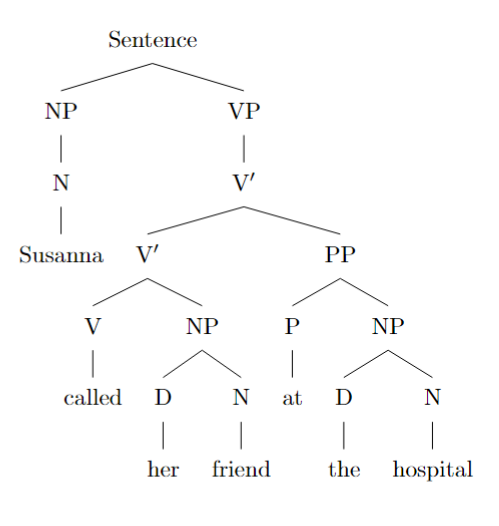 Sentence
NP VP
N V′
Susanna V′ PP
V NP P NP
called D N at D N
her friend the hospital